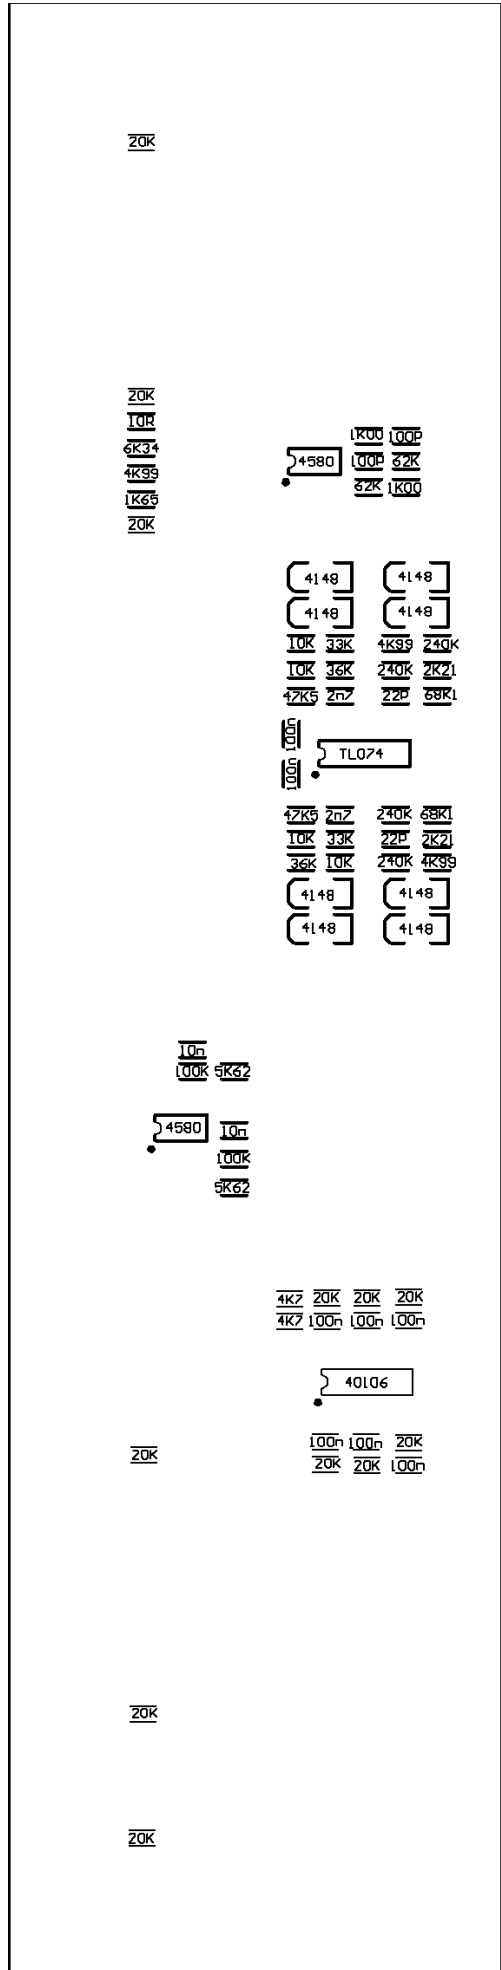 20K
20K
10R
6K34
4K99
1K65
20K
1K00 100P
4580 100P 62K
62K 1K00
4148 4148
4148 4148
10K 33K 4K99 240K
10K 36K 240K 2K21
47K5 2n7 22P 68K1
100n
TL074
100n
47K5 2n7 240K 68K1
10K 33K 22P 2K21
36K 10K 240K 4K99
4148 4148
4148 4148
10n
100K 5K62
4580 10n
100K
5K62
4K7 20K 20K 20K
4K7 100n 100n 100n
40106
100n 100n 20K
20K
20K 20K 100n
20K
20K